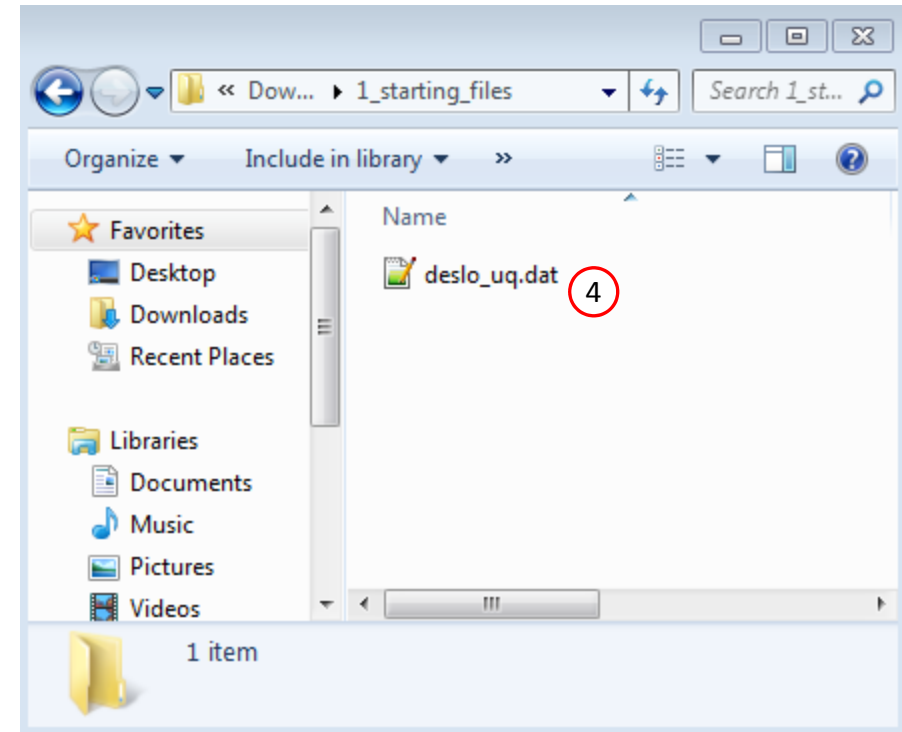 « Dow... 1_starting_files
Search 1_st...
Organize Include in library »
Favorites
Desktop
Downloads
Recent Places
Libraries
Documents
Music
Pictures
Videos
Name
deslo_uq.dat
4
1 item